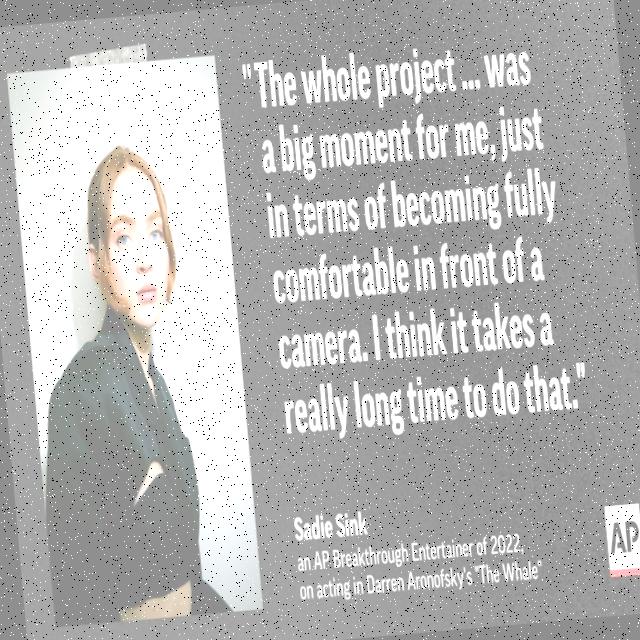 "The whole project ... was
a big moment for me, just
in terms of becoming fully
comfortable in front of a
camera. I think it takes a
really long time to do that."
Sadie Sink
an AP Breakthrough Entertainer of 2022,
on acting in Darren Aronofsky's "The Whale"
AP